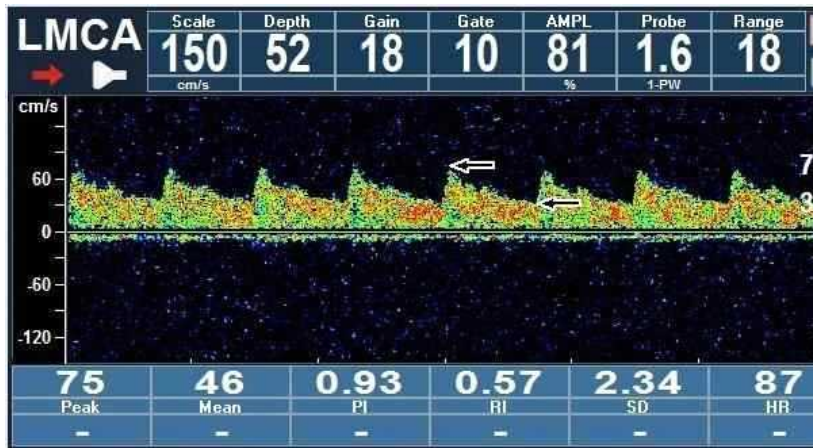 LMCA
Scale Depth Gain Gate AMPL Probe Range
150 52 18 10 81 1.6 18
cm/s % 1-PW
cm/s
7
60
3
0
-60
-120
75 46 0.93 0.57 2.34 87
Peak Mean PI RI SD HR
- - - - - -